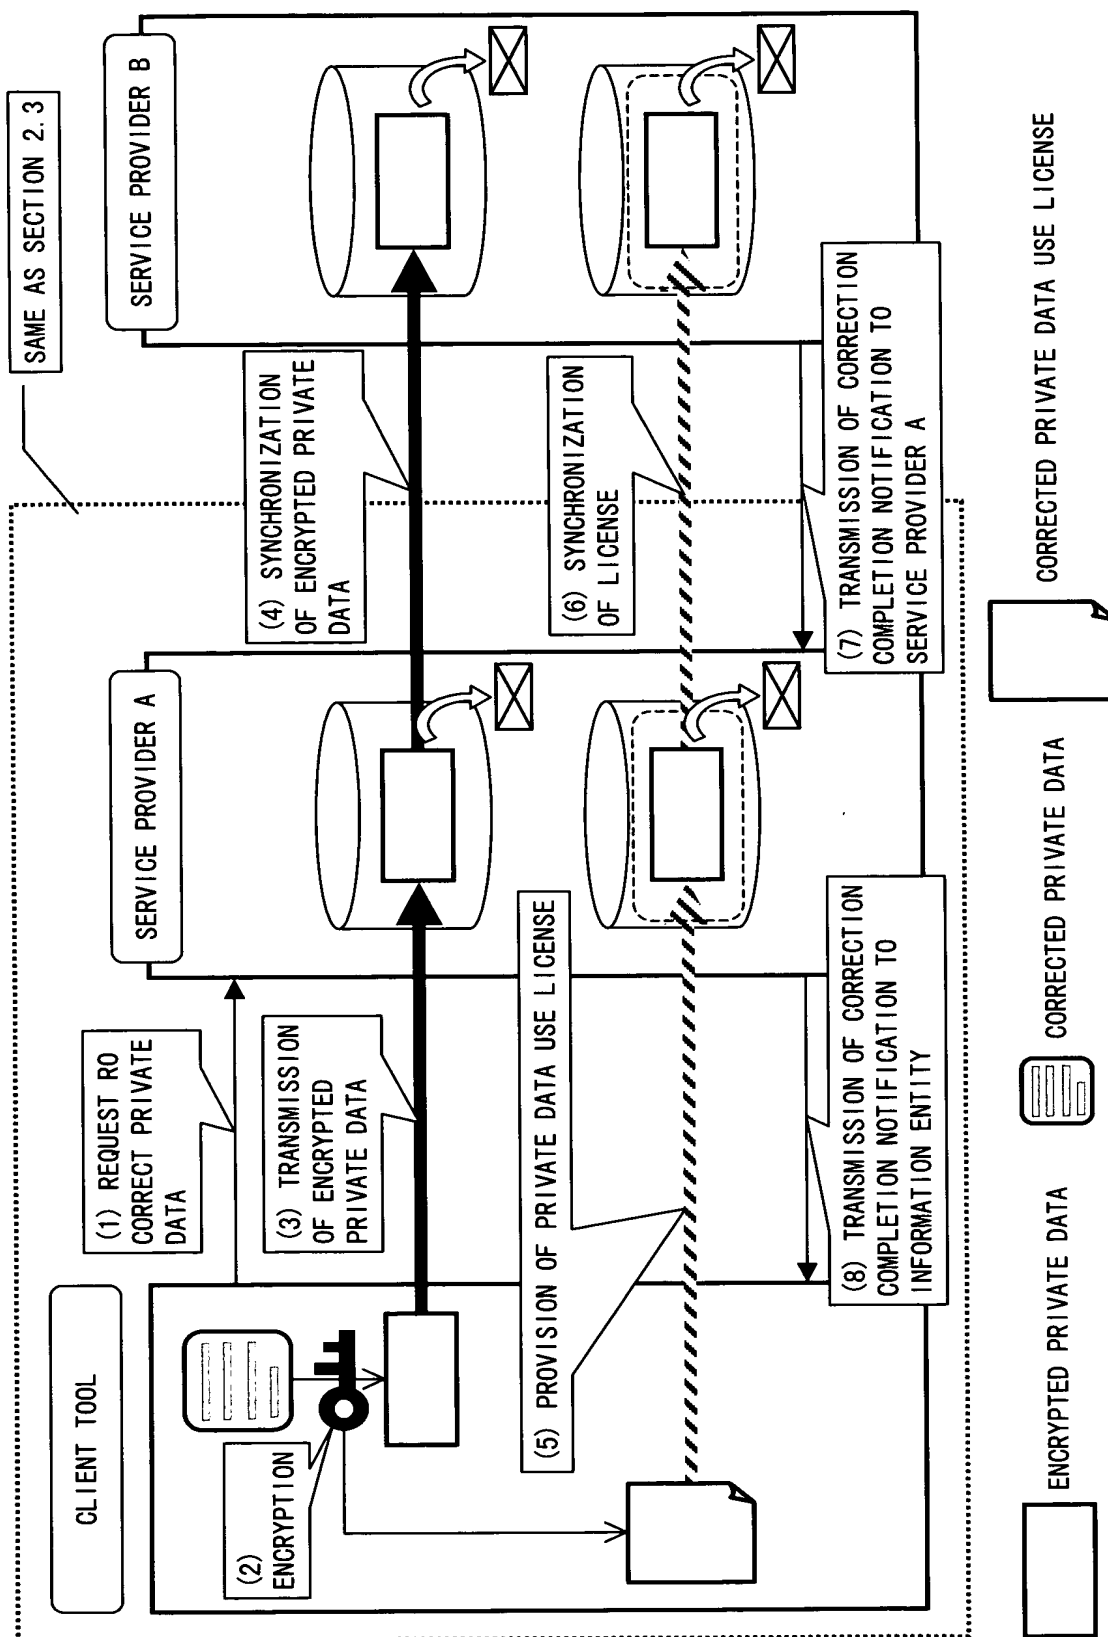 SAME AS SECTION 2.3
CLIENT TOOL
SERVICE PROVIDER A
SERVICE PROVIDER B
(1) REQUEST RO
CORRECT PRIVATE
DATA
(2)
ENCRYPTION
(3) TRANSMISSION
OF ENCRYPTED
PRIVATE DATA
(4) SYNCHRONIZATION
OF ENCRYPTED PRIVATE
DATA
(5) PROVISION OF PRIVATE DATA USE LICENSE
(6) SYNCHRONIZATION
OF LICENSE
(7) TRANSMISSION OF CORRECTION
COMPLETION NOTIFICATION TO
SERVICE PROVIDER A
(8) TRANSMISSION OF CORRECTION
COMPLETION NOTIFICATION TO
INFORMATION ENTITY
ENCRYPTED PRIVATE DATA
CORRECTED PRIVATE DATA
CORRECTED PRIVATE DATA USE LICENSE